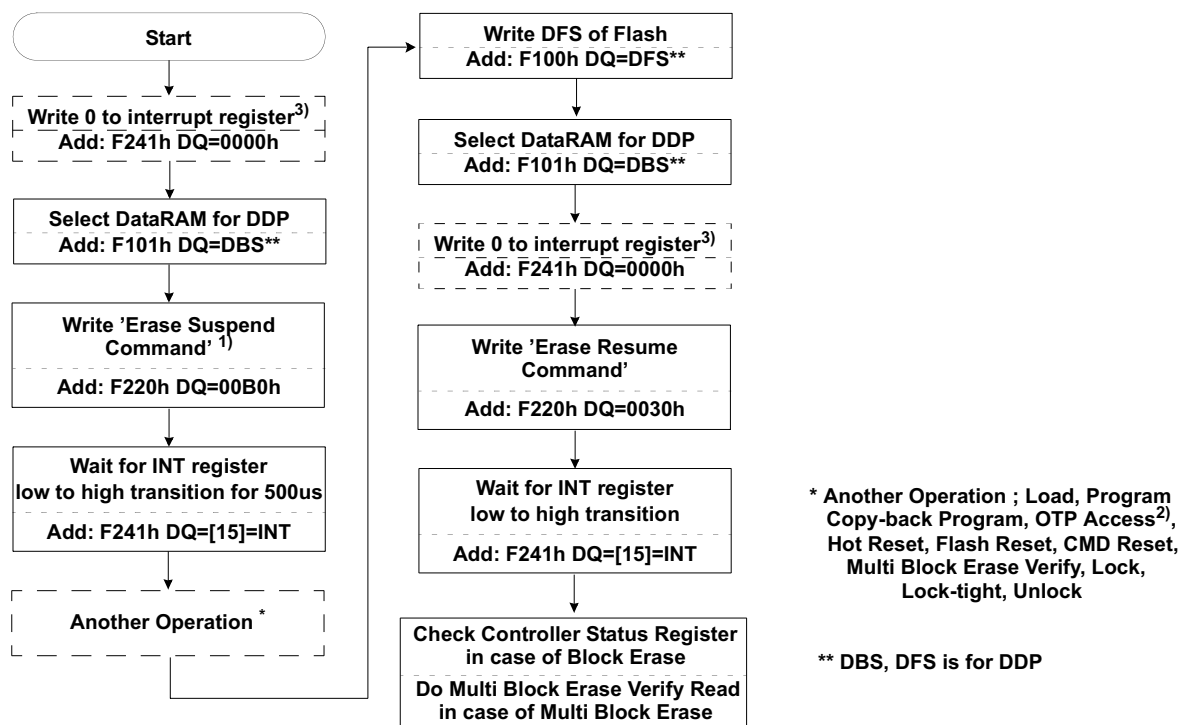 Start
Write 0 to interrupt register3)
Add: F241h DQ=0000h
Select DataRAM for DDP
Add: F101h DQ=DBS**
Write ’Erase Suspend
Command’ 1)
Add: F220h DQ=00B0h
Wait for INT register
low to high transition for 500us
Add: F241h DQ=[15]=INT
Another Operation *
Write DFS of Flash
Add: F100h DQ=DFS**
Select DataRAM for DDP
Add: F101h DQ=DBS**
Write 0 to interrupt register3)
Add: F241h DQ=0000h
Write ’Erase Resume
Command’
Add: F220h DQ=0030h
Wait for INT register
low to high transition
Add: F241h DQ=[15]=INT
Check Controller Status Register
in case of Block Erase
Do Multi Block Erase Verify Read
in case of Multi Block Erase
* Another Operation ; Load, Program
Copy-back Program, OTP Access2),
Hot Reset, Flash Reset, CMD Reset,
Multi Block Erase Verify, Lock,
Lock-tight, Unlock
** DBS, DFS is for DDP